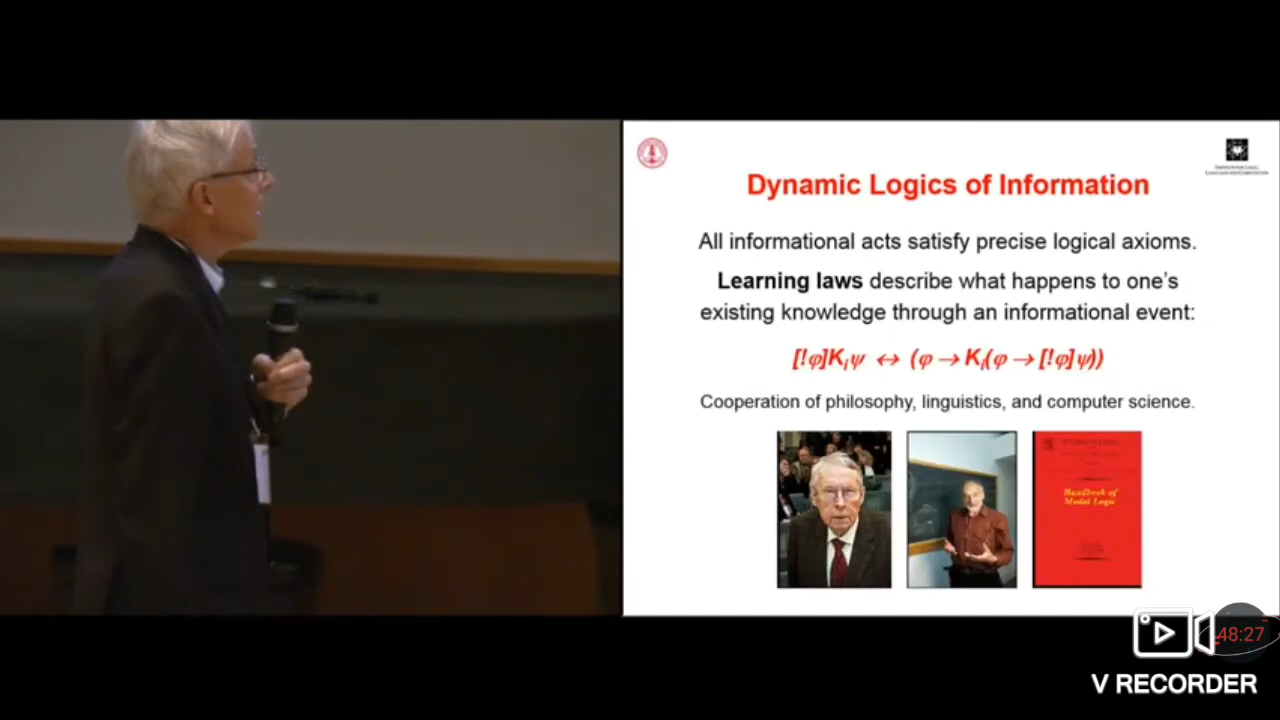 Dynamic Logics of Information
All informational acts satisfy precise logical axioms.
Learning laws describe what happens to one's
existing knowledge through an informational event:
[!φ]Kᵢψ ↔ (φ → Kᵢ(φ → [!φ]ψ))
Cooperation of philosophy, linguistics, and computer science.
Handbook of
Modal Logic
48:27
V RECORDER